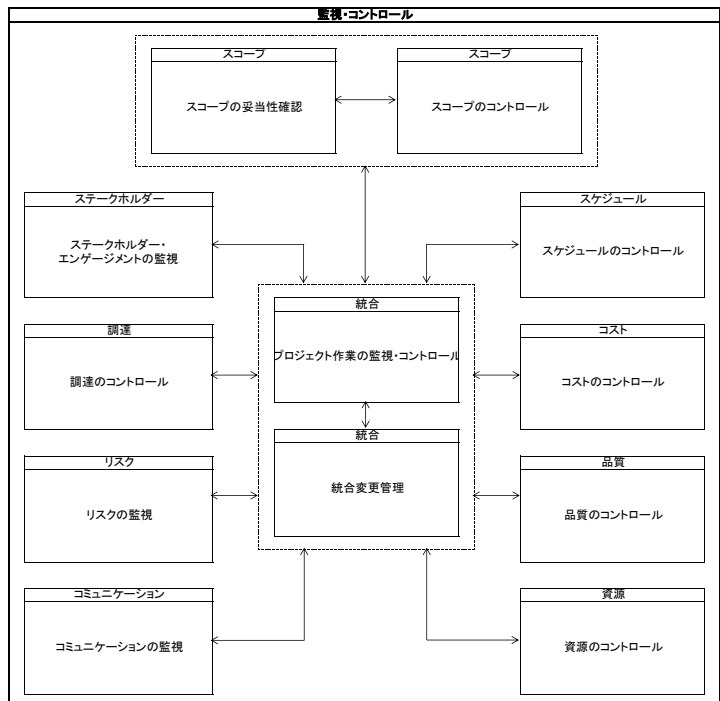 監視・コントロール
スコープ
スコープの妥当性確認
スコープ
スコープのコントロール
ステークホルダー
ステークホルダー・
エンゲージメントの監視
スケジュール
スケジュールのコントロール
統合
プロジェクト作業の監視・コントロール
調達
調達のコントロール
コスト
コストのコントロール
統合
統合変更管理
リスク
リスクの監視
品質
品質のコントロール
コミュニケーション
コミュニケーションの監視
資源
資源のコントロール